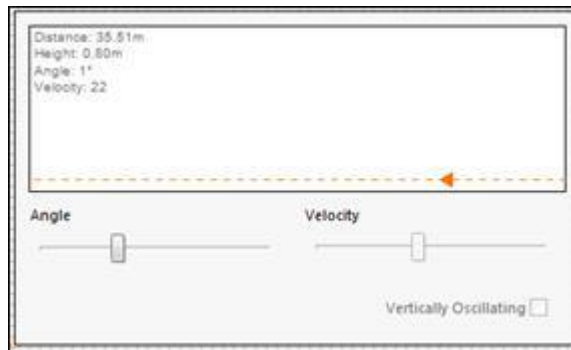 Distance: 35.51m
Height: 0.80m
Angle: 1°
Velocity: 22
Angle
Velocity
Vertically Oscillating